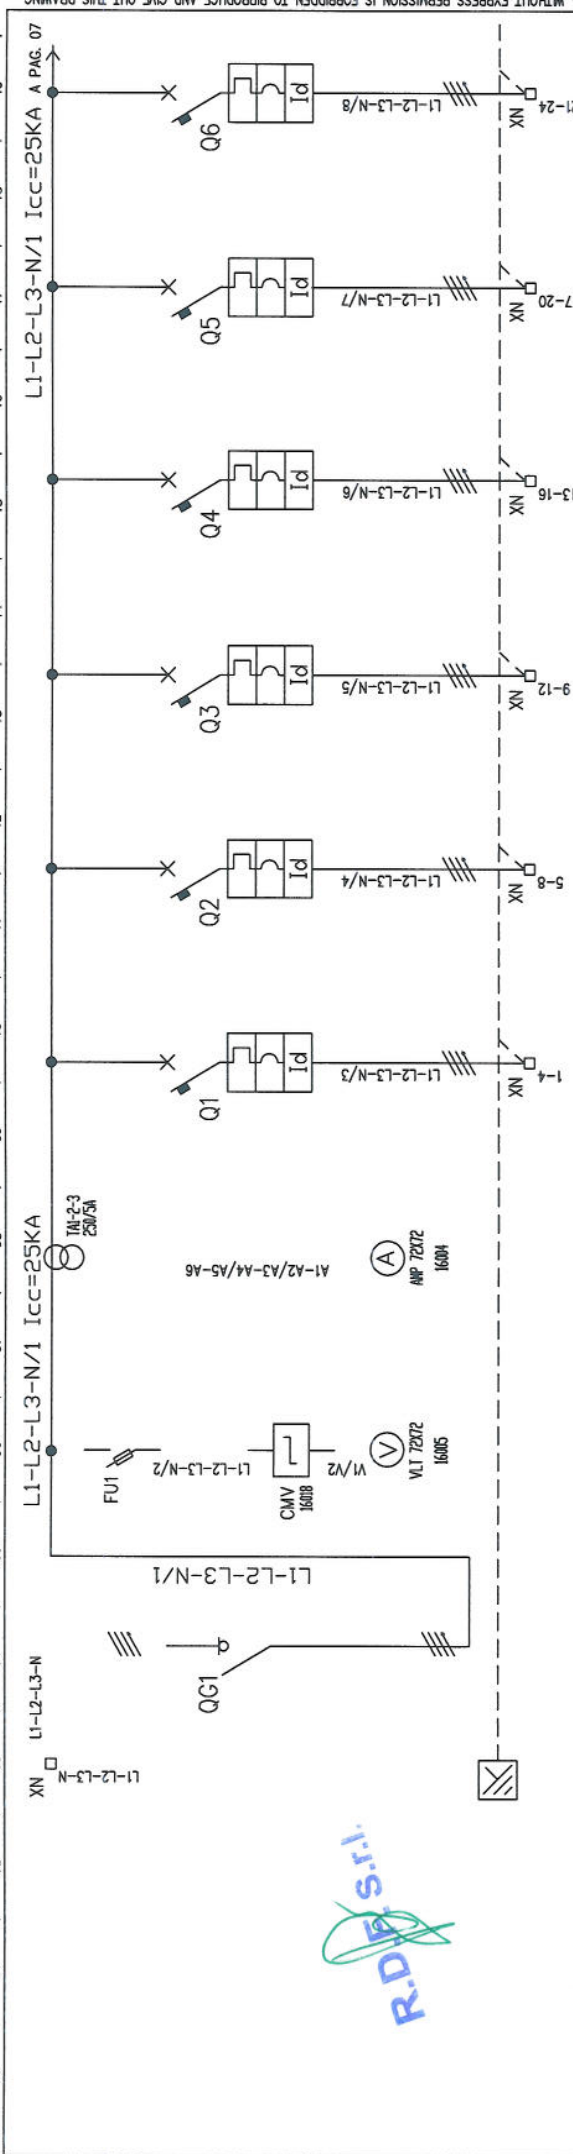 WITHOUT EXPRESS PERMISSION IS FORBIDDEN TO RIPRODUCE AND GIVE OUT THIS DRAWING
XN
L1-L2-L3-N
L1-L2-L3-N
QG1
L1-L2-L3-N/1
L1-L2-L3-N/1 Icc=25KA
FU1
L1-L2-L3-N/2
CMV
16018
V1/V2
V
VLT 72X72
16005
TA1-2-3
250/5A
A1-A2/A3-A4/A5-A6
A
AMP 72X72
16004
Q1
Id
L1-L2-L3-N/3
XN
1-4
Q2
Id
L1-L2-L3-N/4
XN
5-8
Q3
Id
L1-L2-L3-N/5
XN
9-12
Q4
Id
L1-L2-L3-N/6
XN
13-16
Q5
Id
L1-L2-L3-N/7
XN
7-20
Q6
Id
L1-L2-L3-N/8
XN
21-24
L1-L2-L3-N/1 Icc=25KA A PAG. 07
R.D.E. S.r.l.